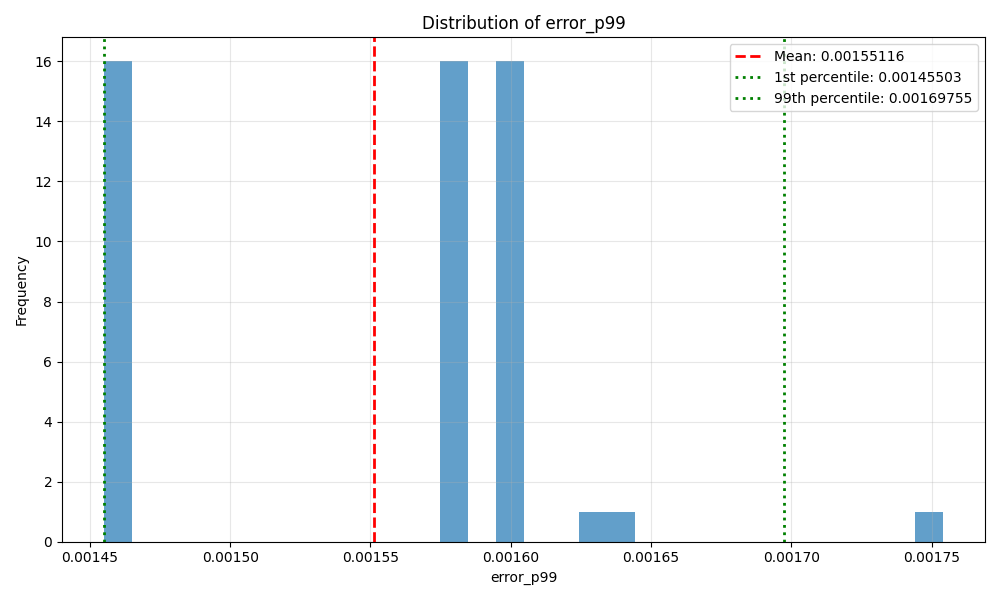 Distribution of error_p99
Mean: 0.00155116
1st percentile: 0.00145503
99th percentile: 0.00169755
Frequency
16
14
12
10
8
6
4
2
0
0.00145 0.00150 0.00155 0.00160 0.00165 0.00170 0.00175
error_p99